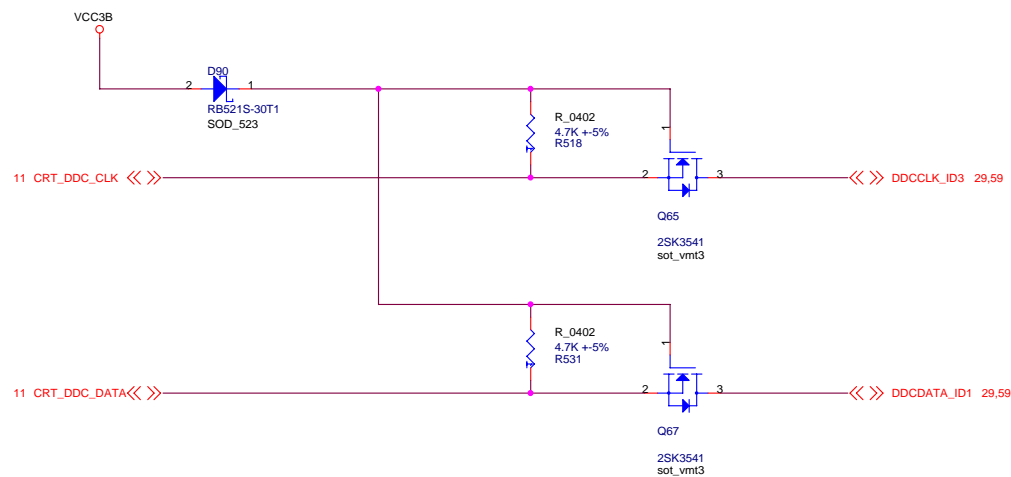 VCC3B
D90
2
1
RB521S-30T1
SOD_523
R_0402
4.7K +-5%
R518
1
11 CRT_DDC_CLK
2
3
DDCCLK_ID3 29,59
Q65
2SK3541
sot_vmt3
R_0402
4.7K +-5%
R531
1
11 CRT_DDC_DATA
2
3
DDCDATA_ID1 29,59
Q67
2SK3541
sot_vmt3